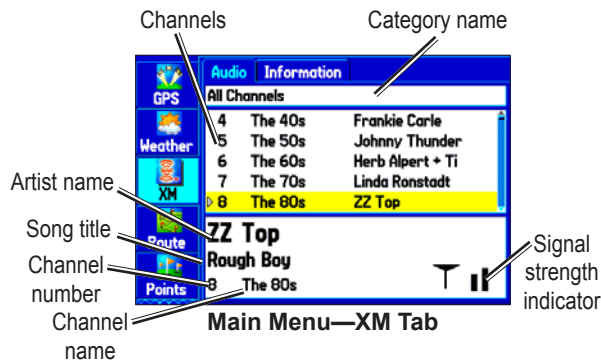 Channels
Category name
Audio
Information
GPS
All Channels
4 The 40s Frankie Carle
5 The 50s Johnny Thunder
Weather
6 The 60s Herb Alpert + Ti
7 The 70s Linda Ronstadt
XM
8 The 80s ZZ Top
Artist name
ZZ Top
Song title
Rough Boy
Route
Channel number
8 The 80s
Points
Signal
strength
indicator
Channel
name
Main Menu—XM Tab